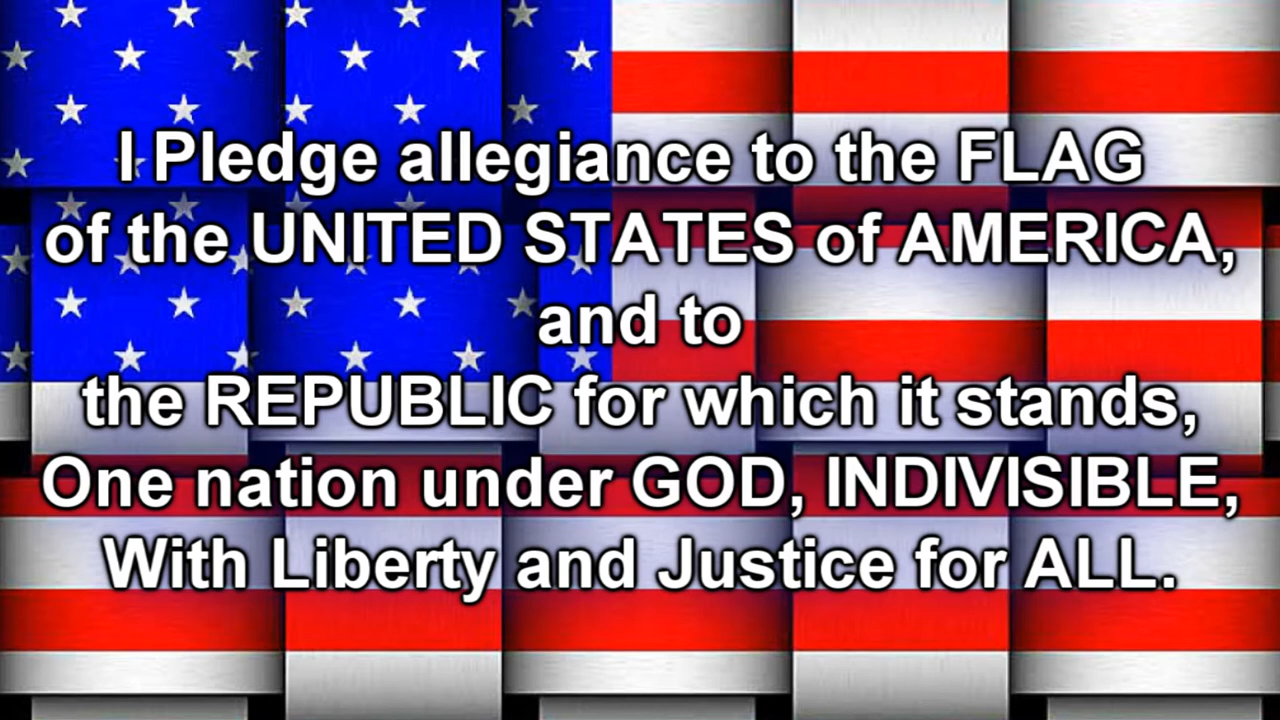 I Pledge allegiance to the FLAG
of the UNITED STATES of AMERICA,
and to
the REPUBLIC for which it stands,
One nation under GOD, INDIVISIBLE,
With Liberty and Justice for ALL.